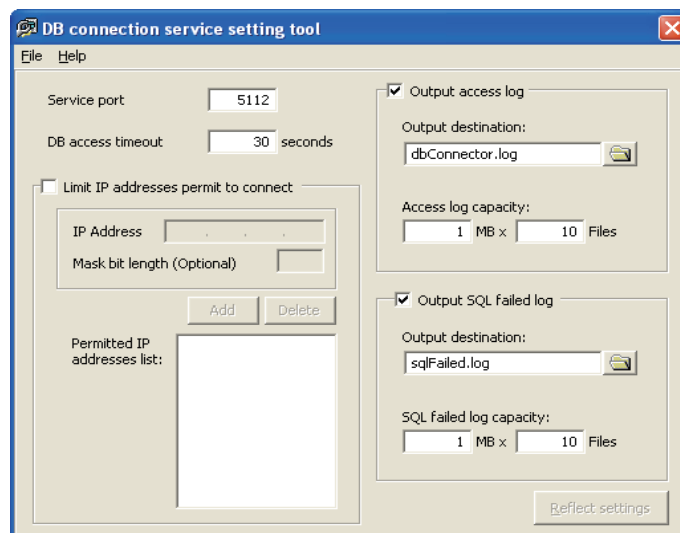 DB connection service setting tool
File Help
Service port 5112
DB access timeout 30 seconds
Limit IP addresses permit to connect
IP Address . . .
Mask bit length (Optional)
Add Delete
Permitted IP
addresses list:
Output access log
Output destination:
dbConnector.log
Access log capacity:
1 MB x 10 Files
Output SQL failed log
Output destination:
sqlFailed.log
SQL failed log capacity:
1 MB x 10 Files
Reflect settings